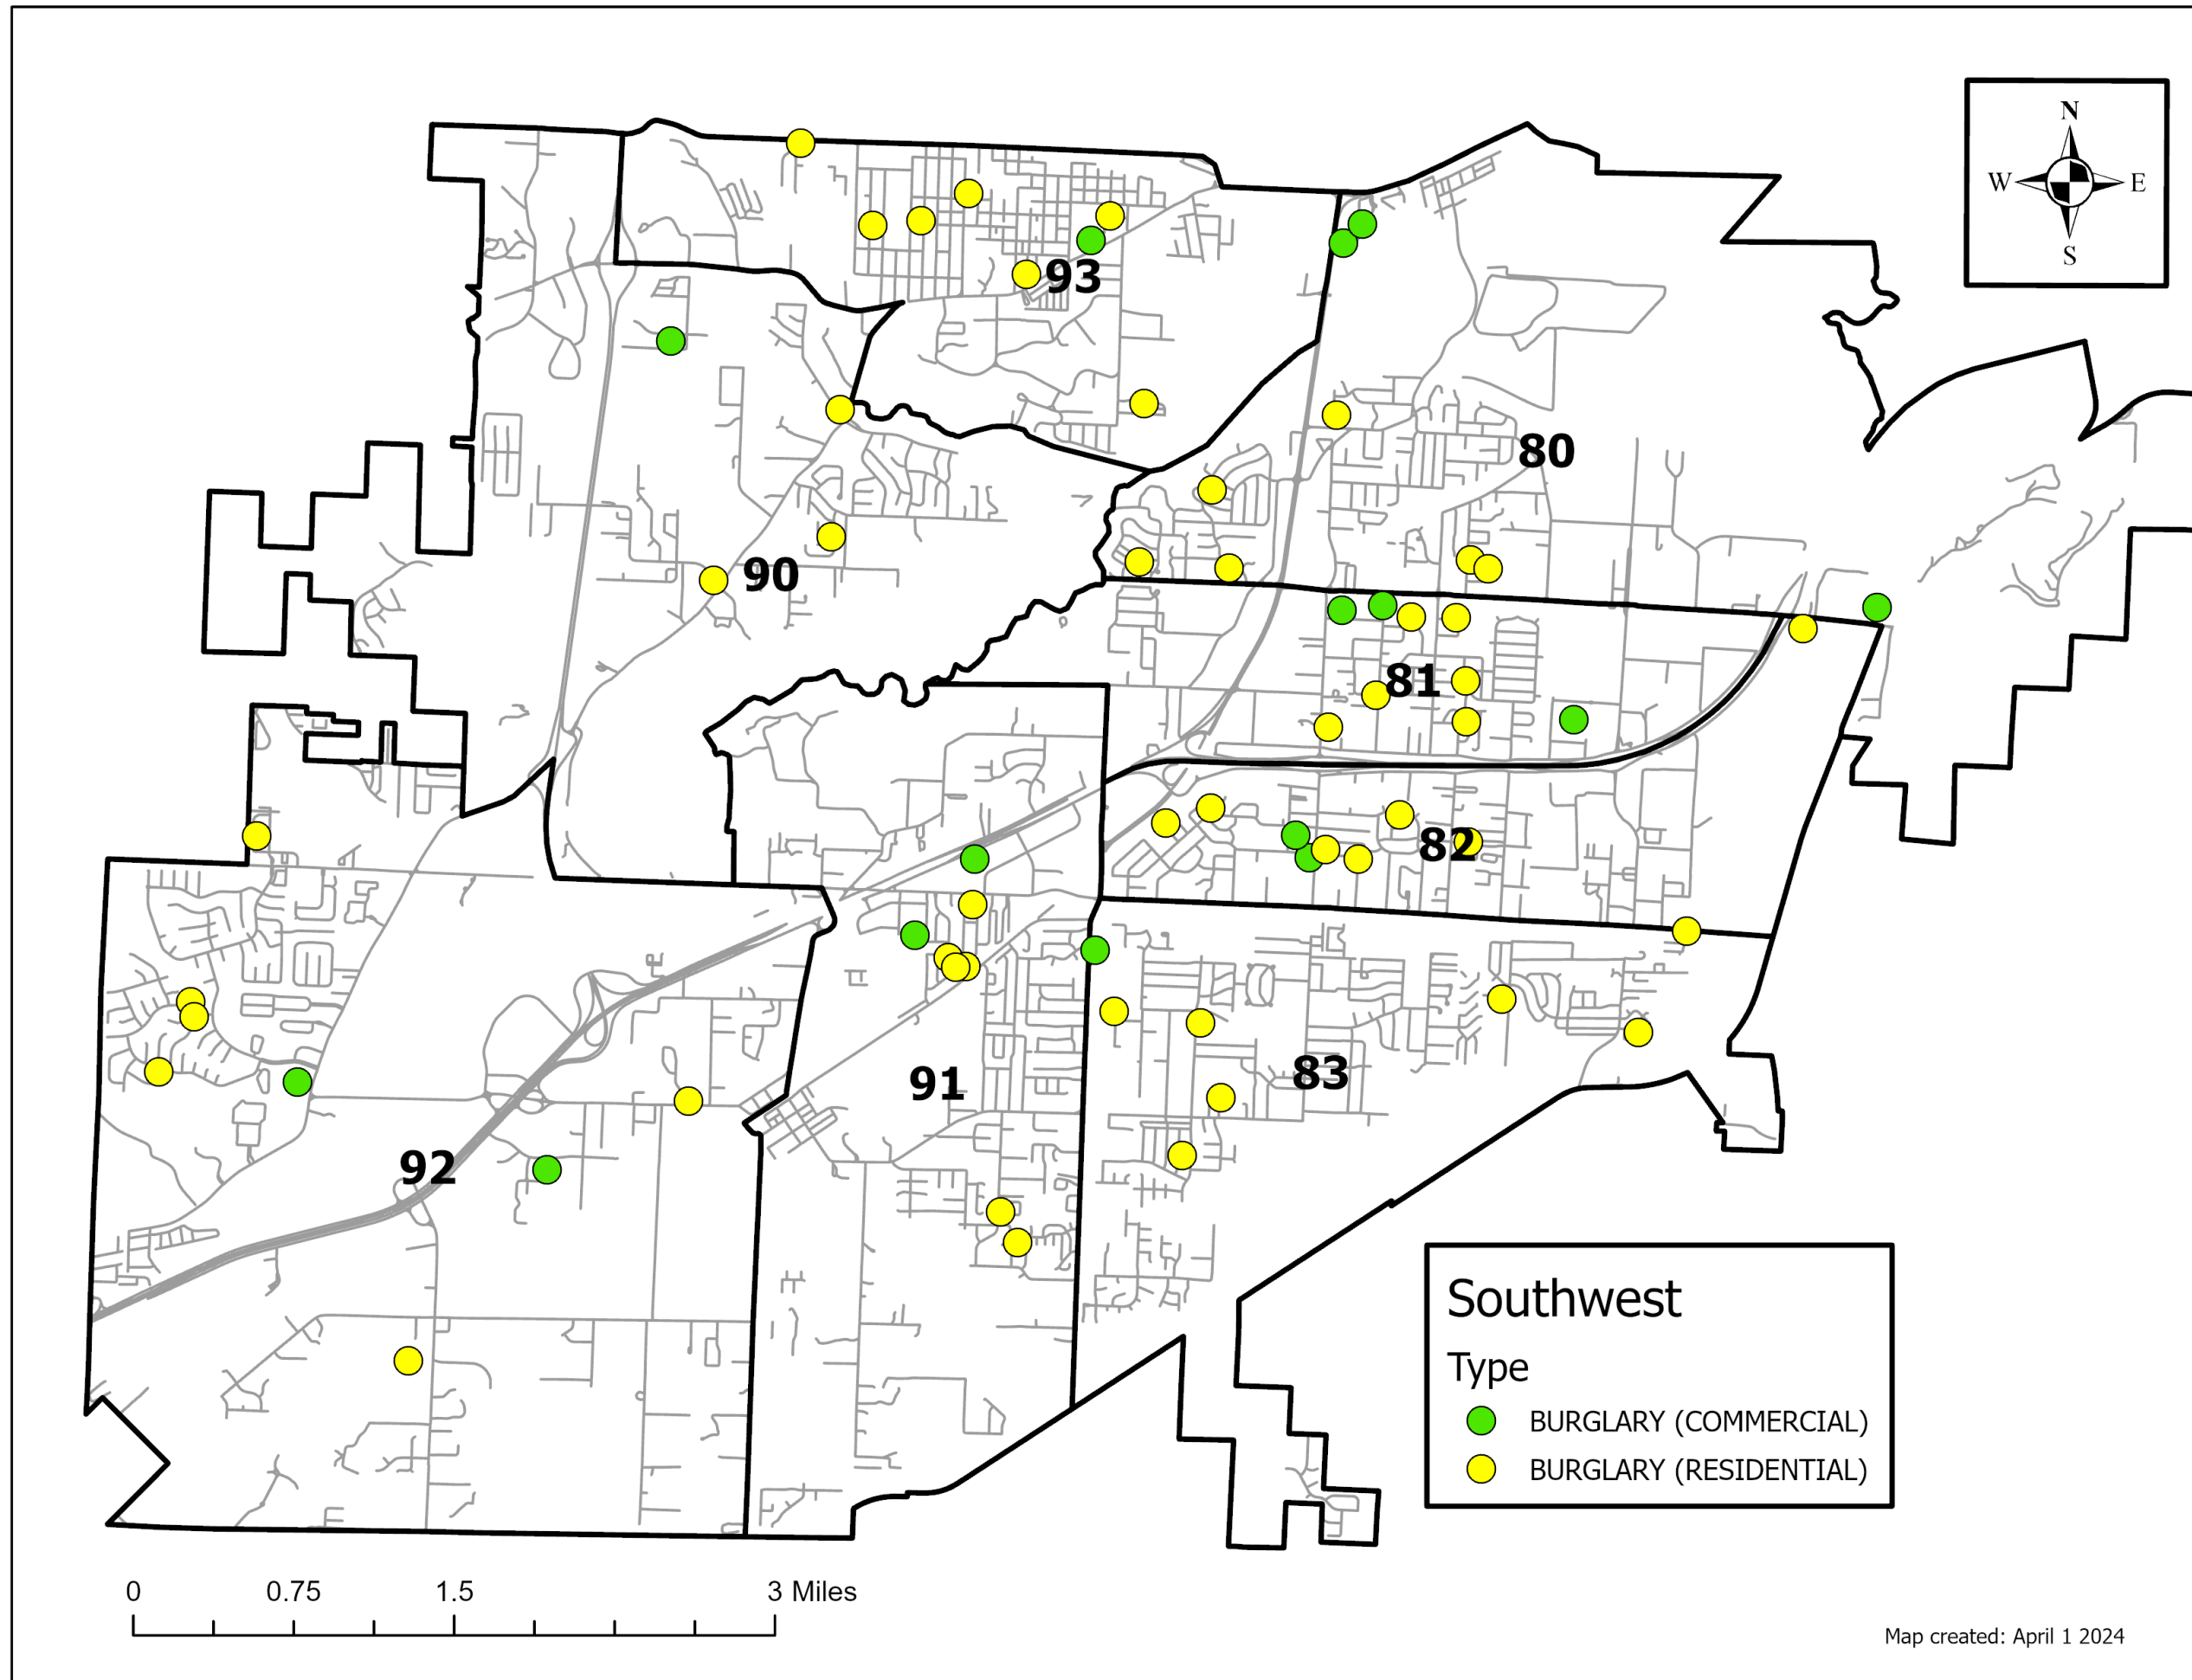 N
W E
S
93
80
90
81
82
91
83
92
Southwest
Type
BURGLARY (COMMERCIAL)
BURGLARY (RESIDENTIAL)
0 0.75 1.5 3 Miles
Map created: April 1 2024